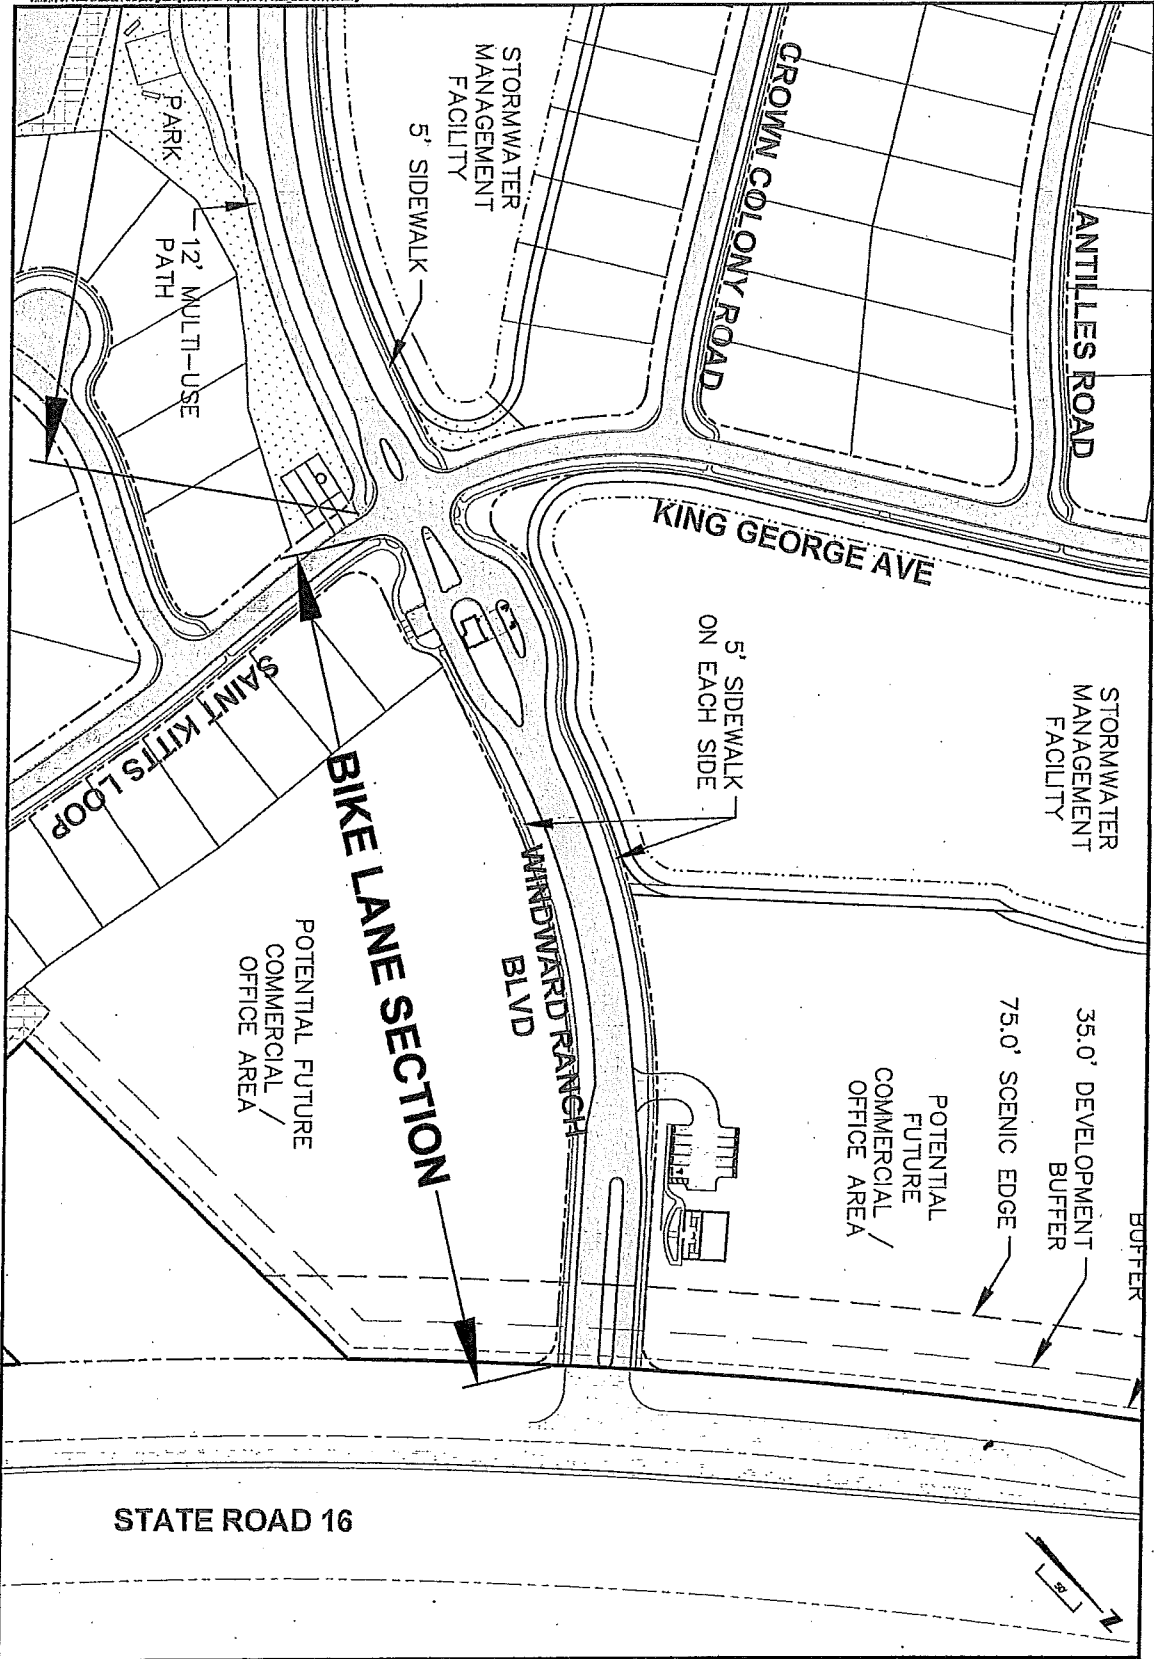 STORMWATER
MANAGEMENT
FACILITY
5' SIDEWALK
CROWN COLONY ROAD
ANTILLES ROAD
PARK
12' MULTI-USE
PATH
KING GEORGE AVE
5' SIDEWALK
ON EACH SIDE
STORMWATER
MANAGEMENT
FACILITY
SAINT KITTS LOOP
BIKE LANE SECTION
WINDWARD RANCH
BLVD
POTENTIAL FUTURE
COMMERCIAL /
OFFICE AREA
POTENTIAL
FUTURE
COMMERCIAL /
OFFICE AREA
75.0' SCENIC EDGE
35.0' DEVELOPMENT
BUFFER
BUFFER
STATE ROAD 16
50'
N